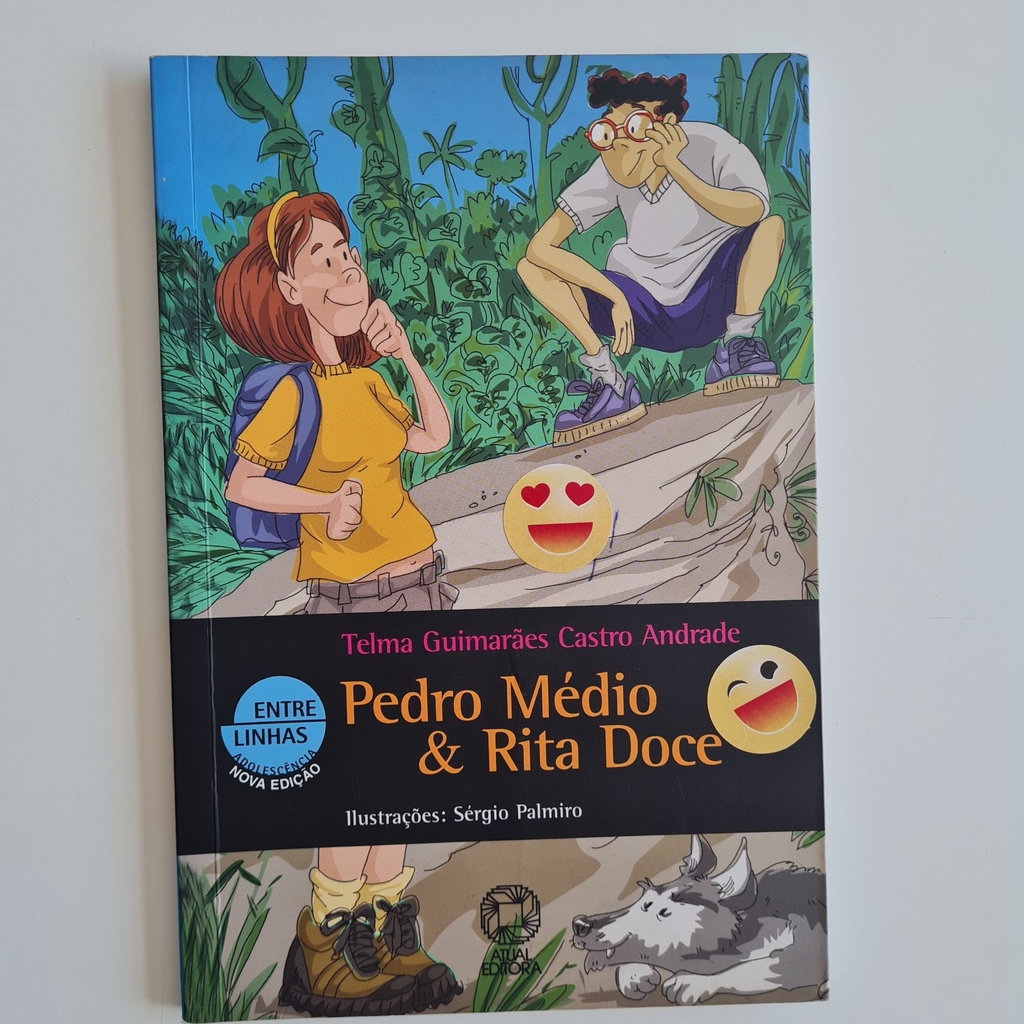 Telma Guimarães Castro Andrade
Pedro Médio
& Rita Doce
ENTRE
LINHAS
ADOLESCÊNCIA
NOVA EDIÇÃO
Ilustrações: Sérgio Palmiro
ATUAL
EDITORA